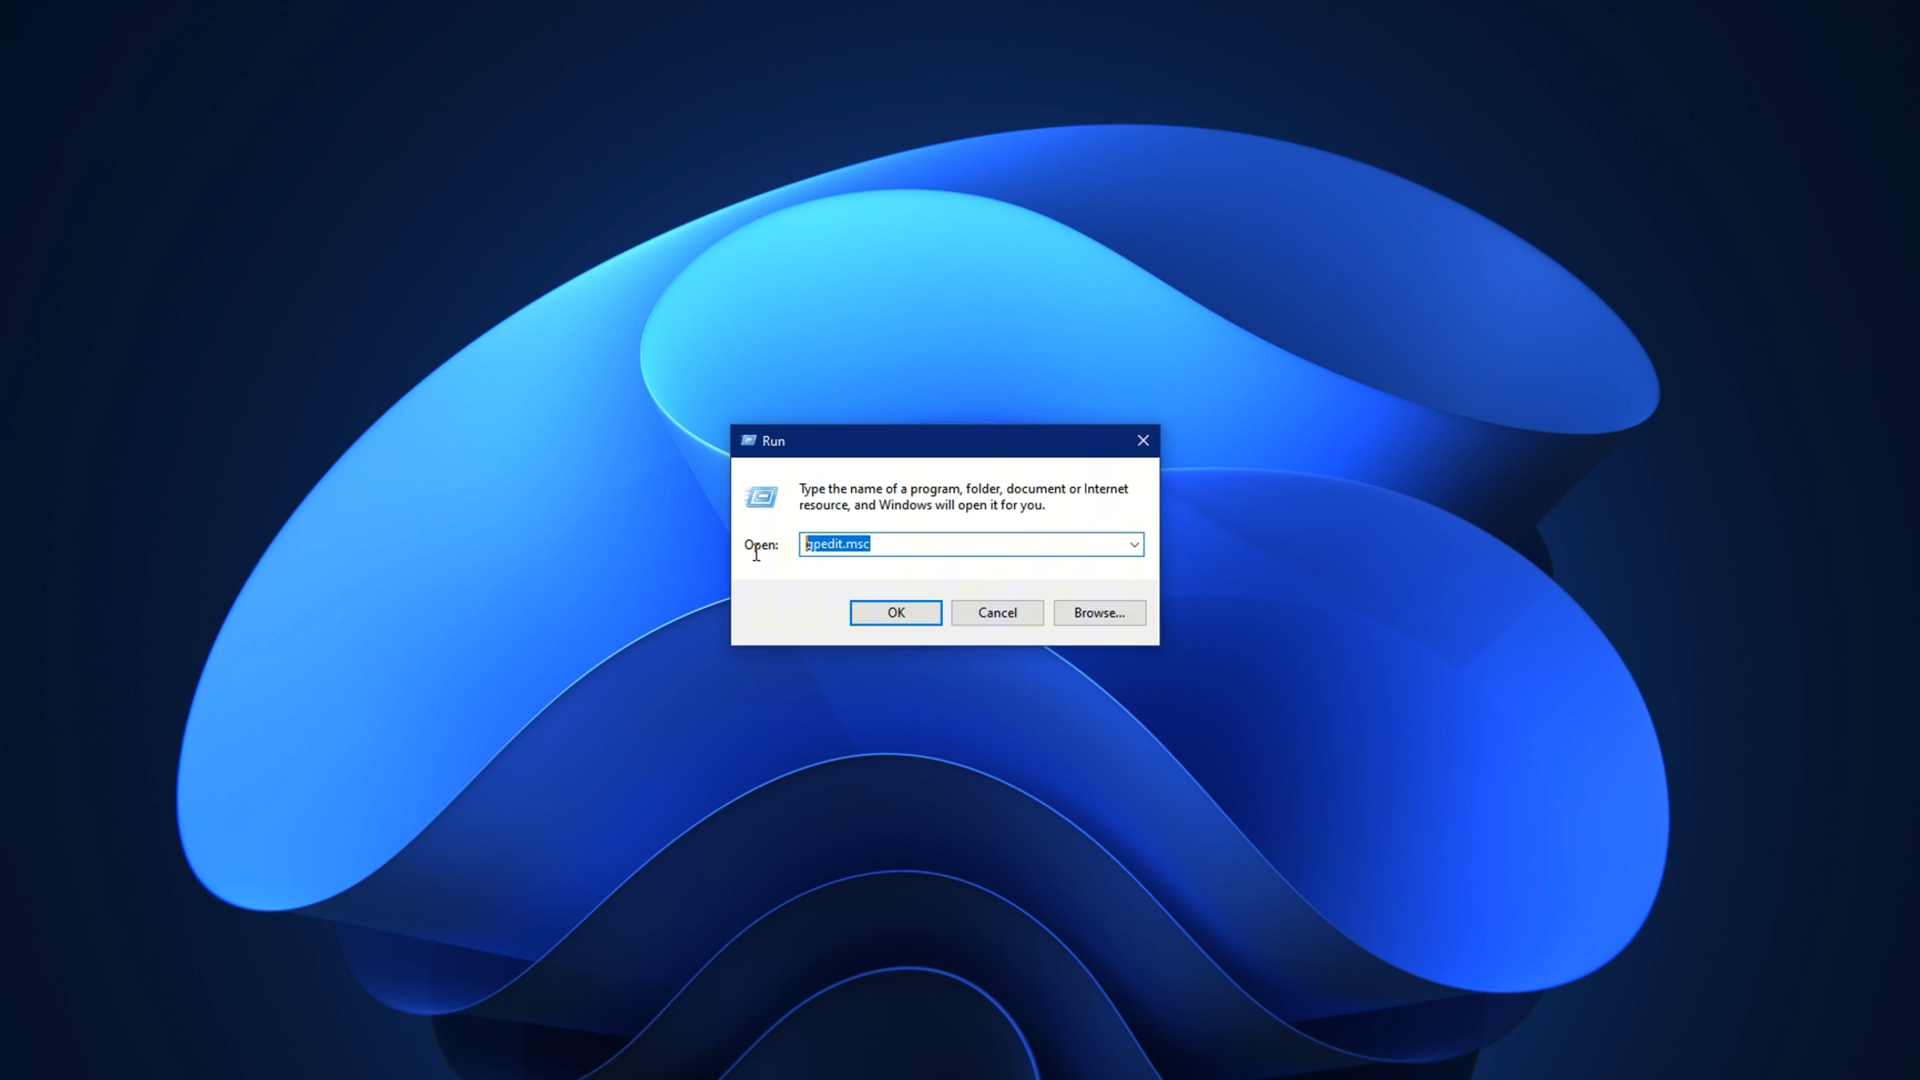 Run
Type the name of a program, folder, document or Internet
resource, and Windows will open it for you.
Open:
gpedit.msc
OK
Cancel
Browse...